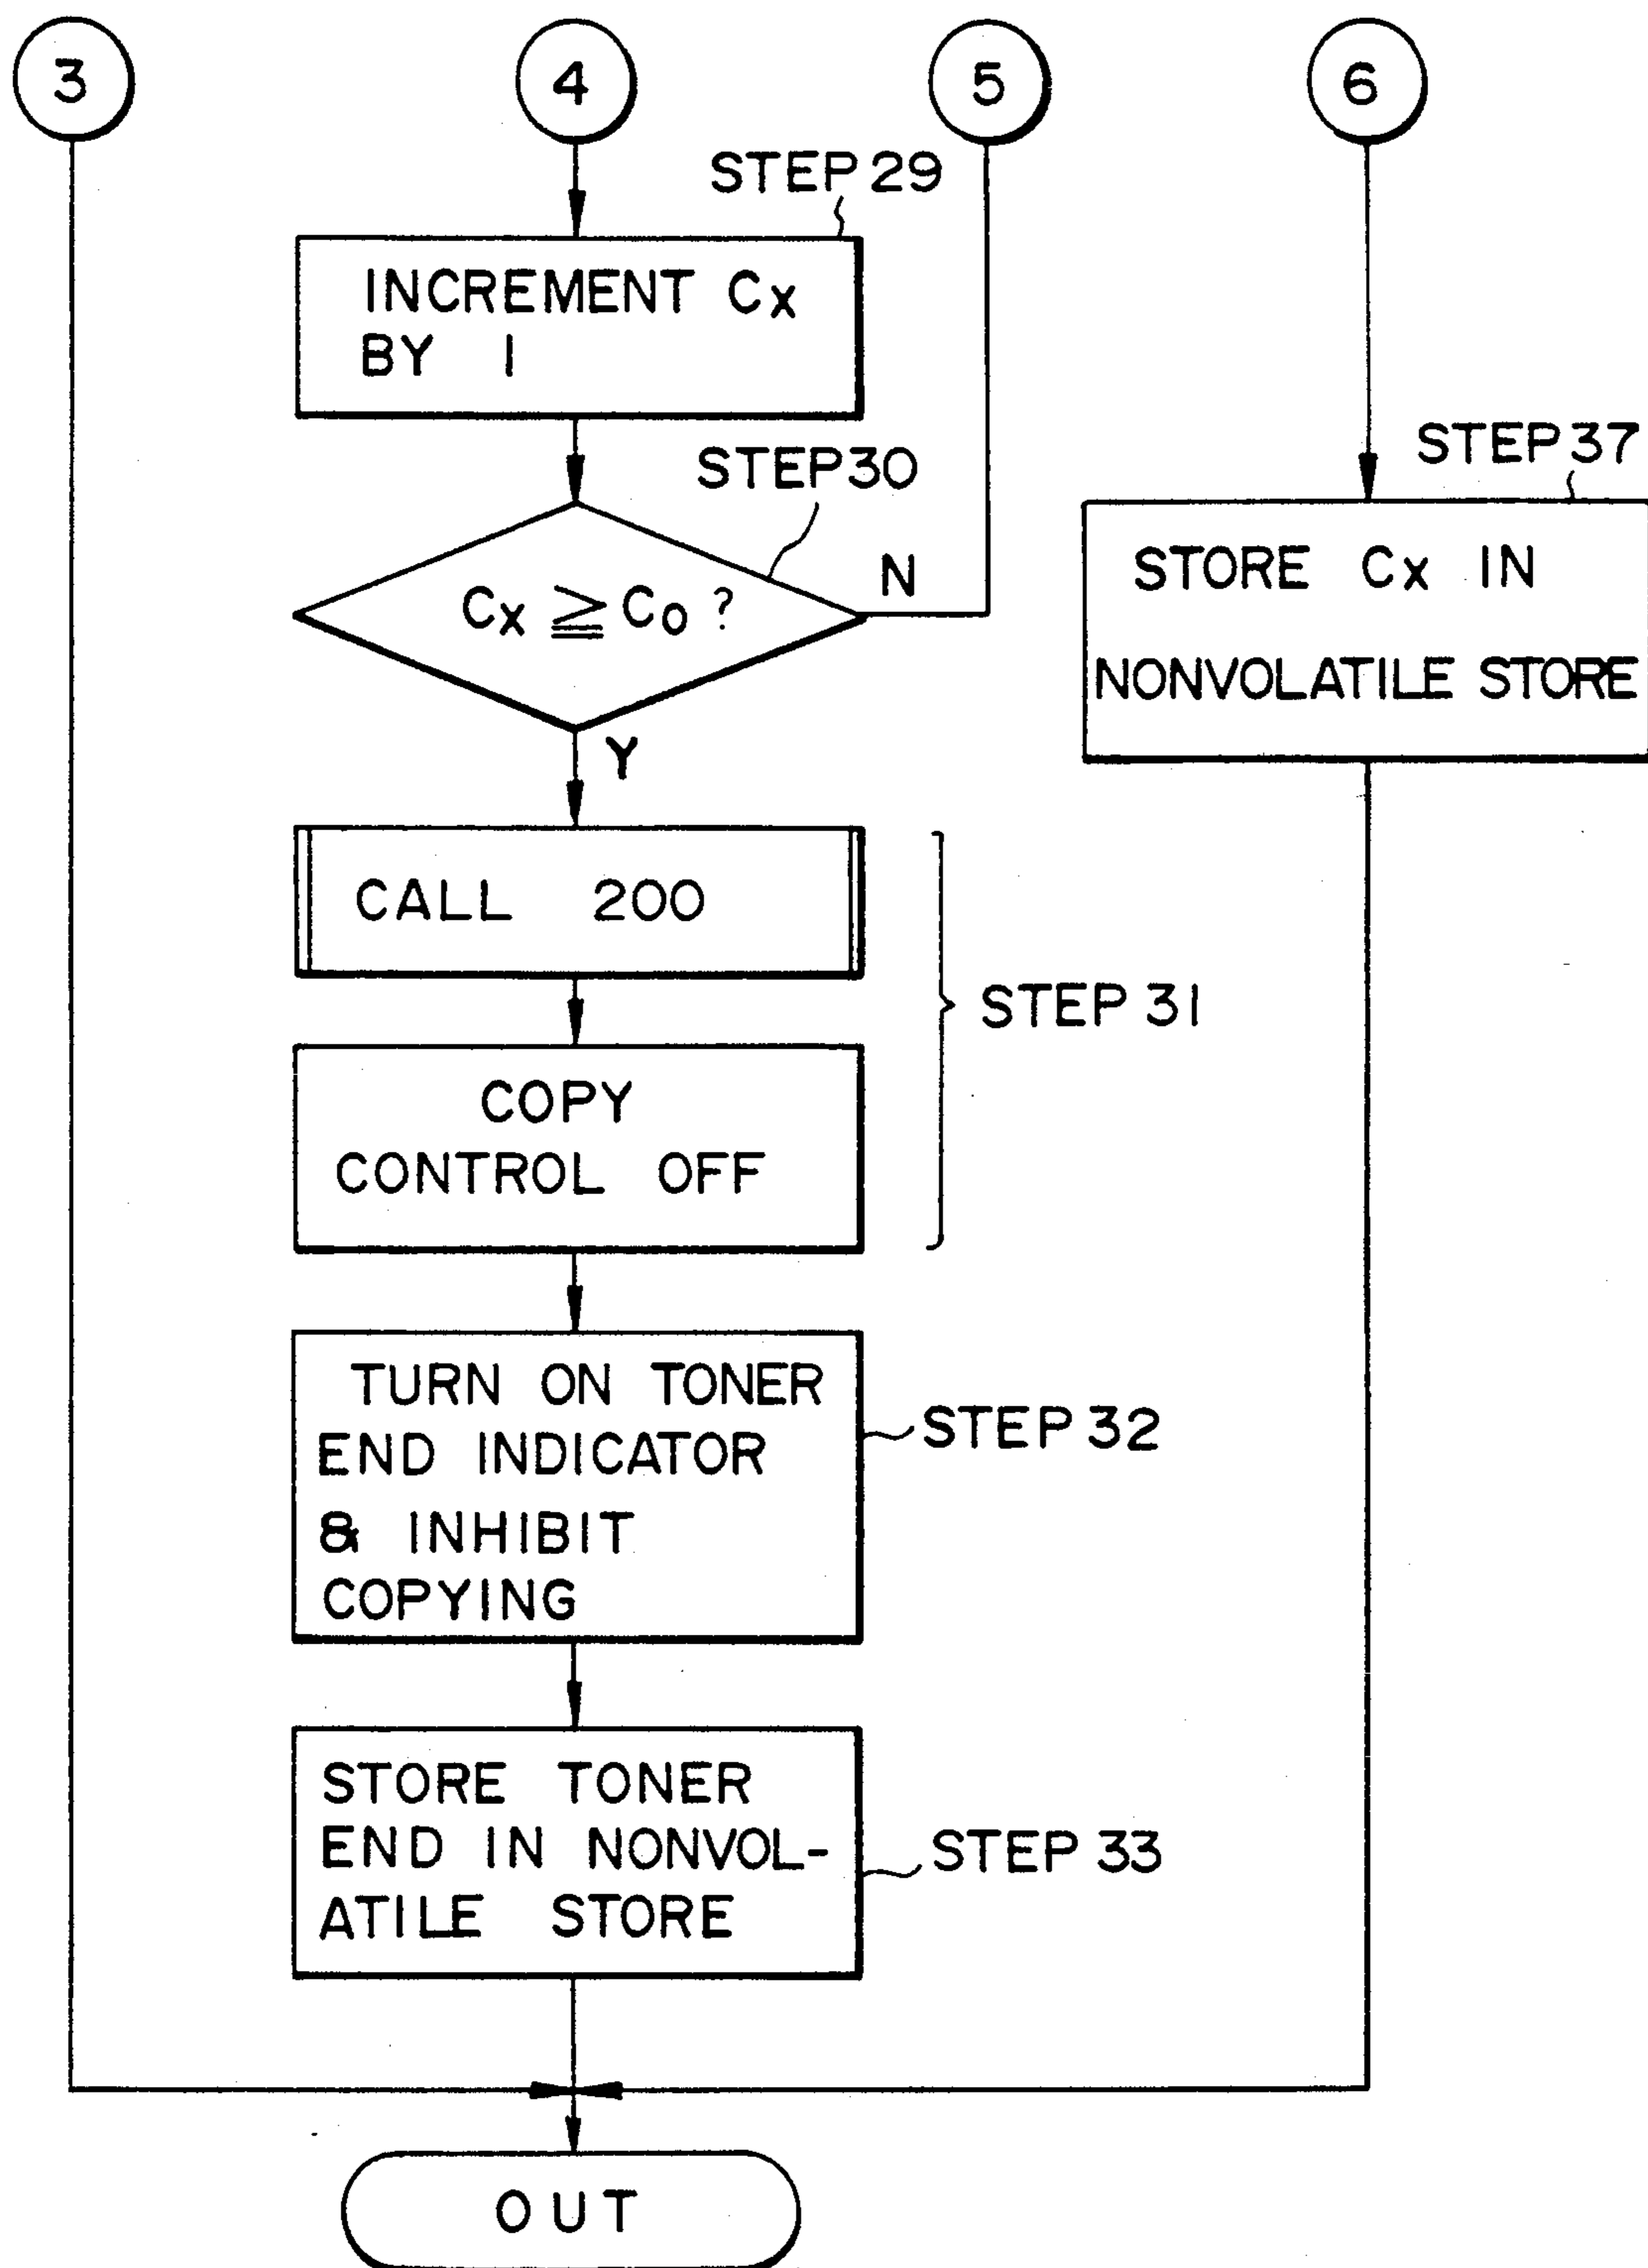 3
4
5
6
STEP 29
INCREMENT Cx
BY 1
STEP 30
Cx ≧ Co ?
N
Y
STEP 37
STORE Cx IN
NONVOLATILE STORE
CALL 200
STEP 31
COPY
CONTROL OFF
TURN ON TONER
END INDICATOR
& INHIBIT
COPYING
STEP 32
STORE TONER
END IN NONVOL-
ATILE STORE
STEP 33
OUT